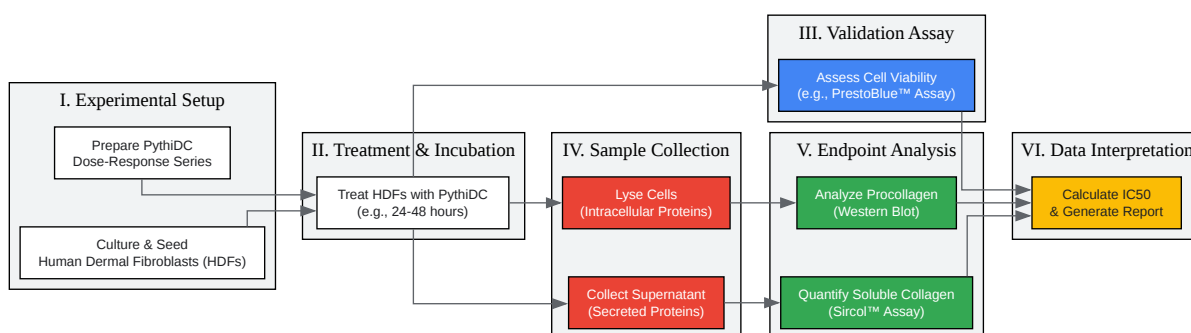 I. Experimental Setup
Prepare PythiDC
Dose-Response Series
Culture & Seed
Human Dermal Fibroblasts (HDFs)
II. Treatment & Incubation
Treat HDFs with PythiDC
(e.g., 24-48 hours)
III. Validation Assay
Assess Cell Viability
(e.g., PrestoBlue™ Assay)
IV. Sample Collection
Lyse Cells
(Intracellular Proteins)
Collect Supernatant
(Secreted Proteins)
V. Endpoint Analysis
Analyze Procollagen
(Western Blot)
Quantify Soluble Collagen
(Sircol™ Assay)
VI. Data Interpretation
Calculate IC50
& Generate Report